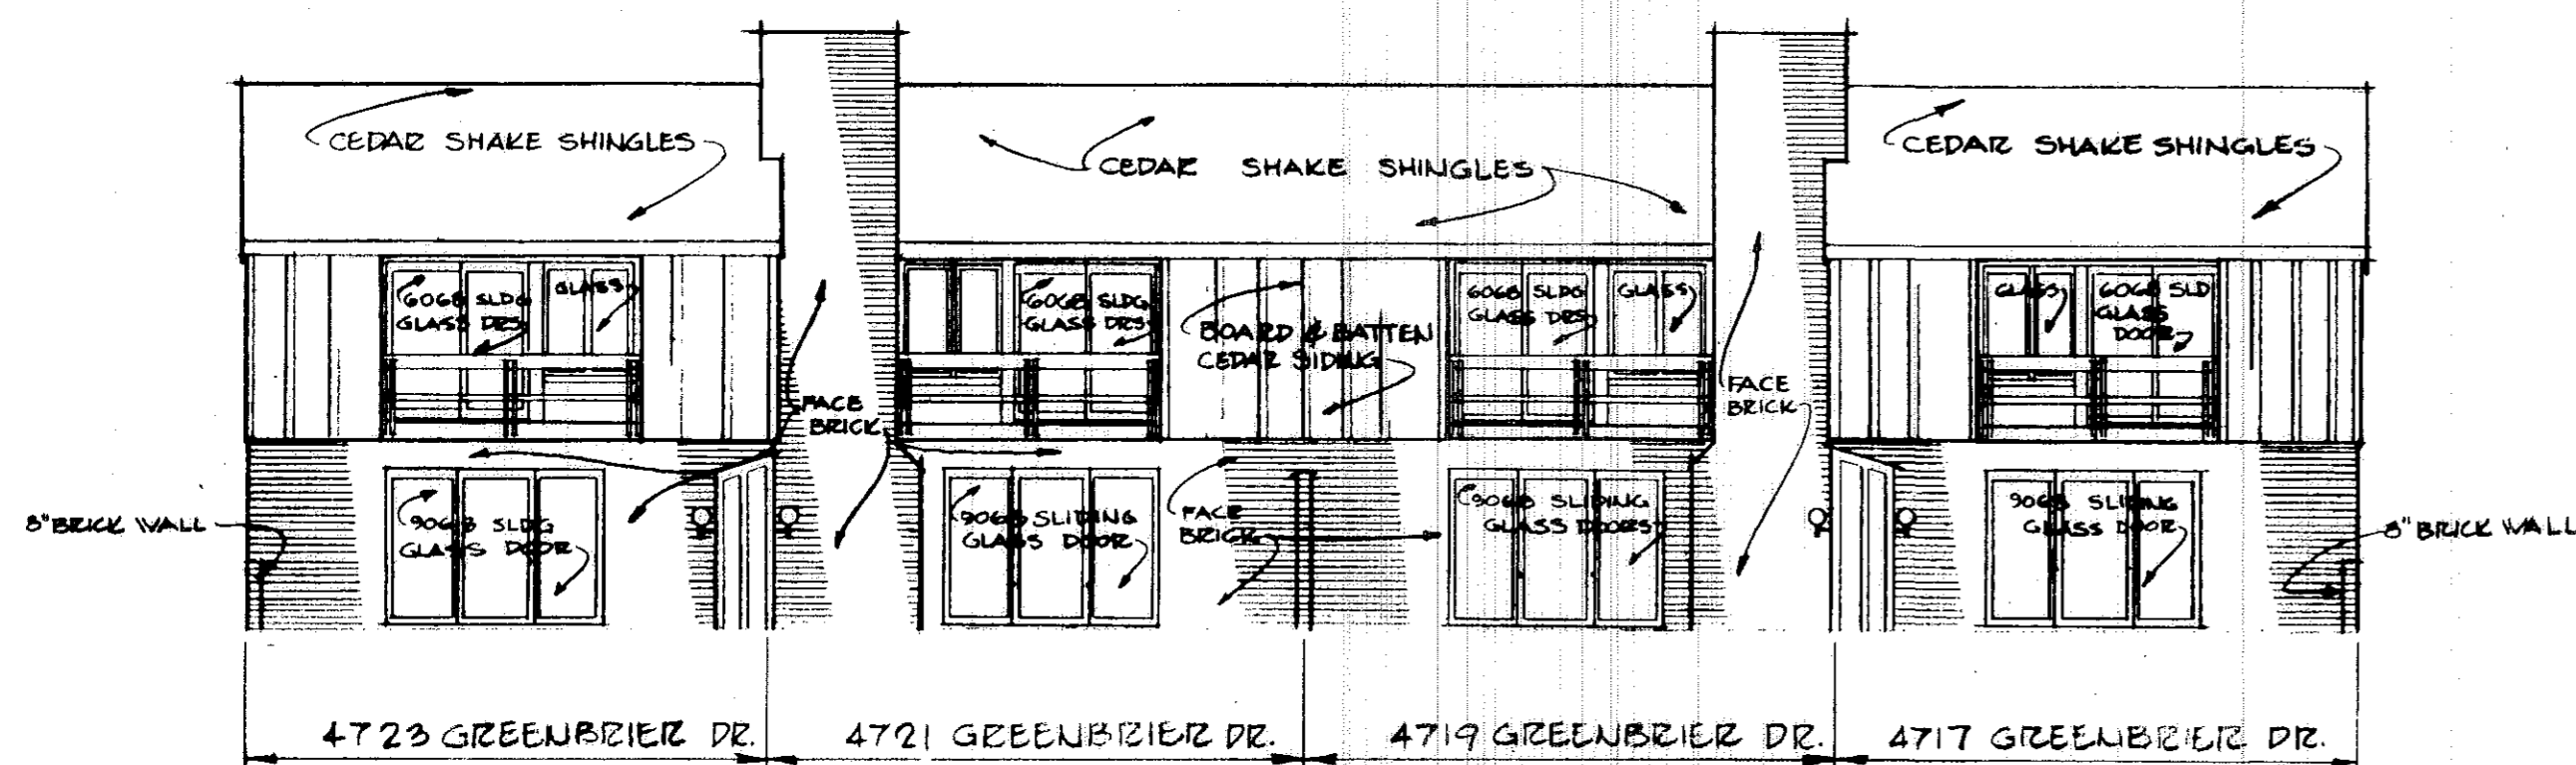 CEDAR SHAKE SHINGLES
CEDAR SHAKE SHINGLES
CEDAR SHAKE SHINGLES
6068 SLDG
GLASS DRS
GLASS
6068 SLDG
GLASS DRS
BOARD & BATTEN
CEDAR SIDING
6068 SLDG
GLASS DRS
GLASS
FACE
BRICK
GLASS
6068 SLD
GLASS
DOOR
FACE
BRICK
8" BRICK WALL
9068 SLDG
GLASS DOOR
9068 SLIDING
GLASS DOOR
FACE
BRICK
9068 SLIDING
GLASS DOORS
9068 SLIDING
GLASS DOOR
8" BRICK WALL
4723 GREENBRIER DR.
4721 GREENBRIER DR.
4719 GREENBRIER DR.
4717 GREENBRIER DR.